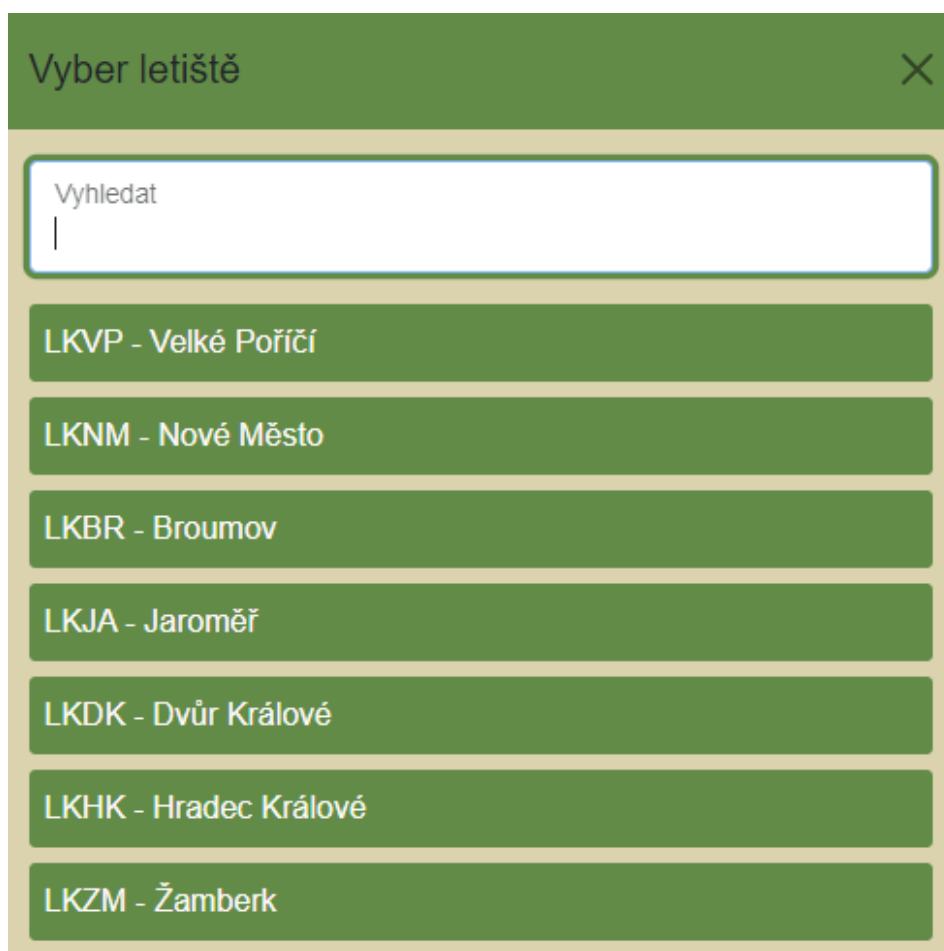 Vyber letiště
Vyhledat
LKVP - Velké Poříčí
LKNM - Nové Město
LKBR - Broumov
LKJA - Jaroměř
LKDK - Dvůr Králové
LKHK - Hradec Králové
LKZM - Žamberk